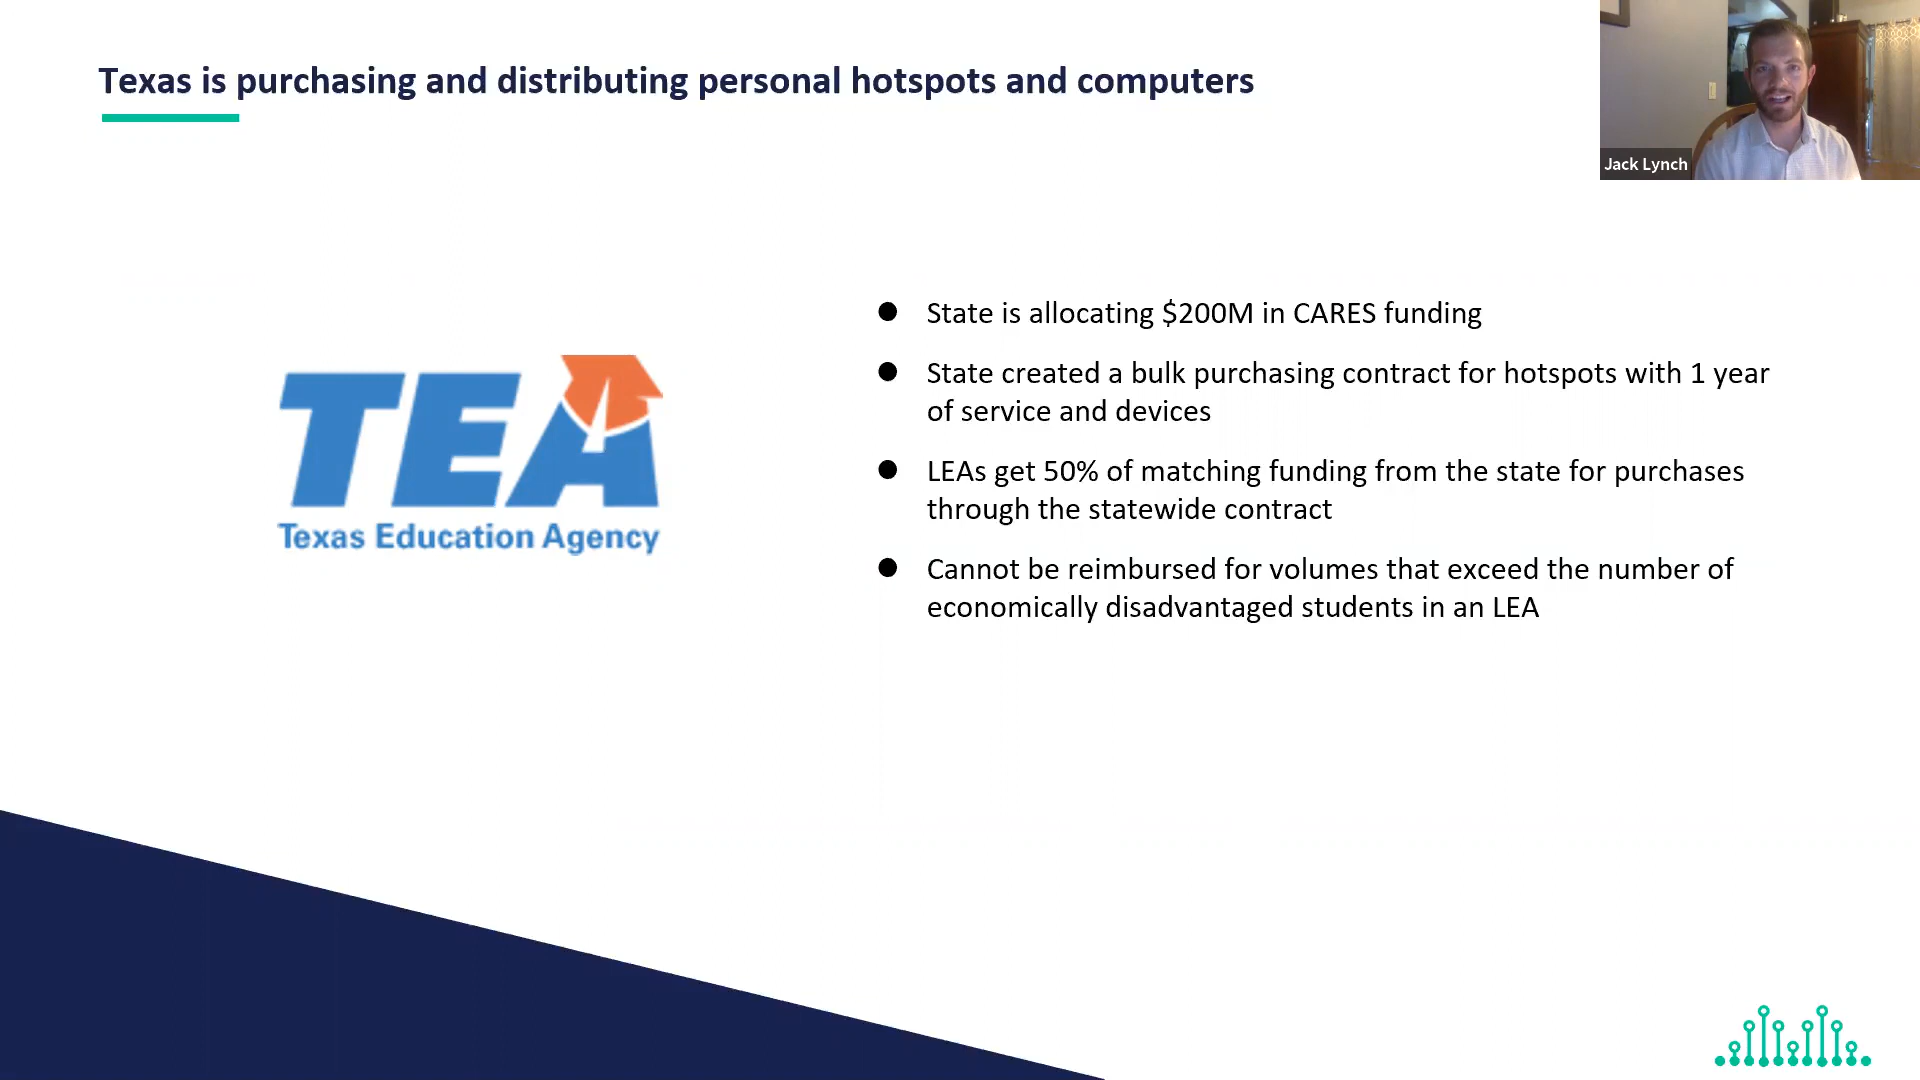 Texas is purchasing and distributing personal hotspots and computers
Jack Lynch
TEA
Texas Education Agency
● State is allocating $200M in CARES funding
● State created a bulk purchasing contract for hotspots with 1 year
of service and devices
● LEAs get 50% of matching funding from the state for purchases
through the statewide contract
● Cannot be reimbursed for volumes that exceed the number of
economically disadvantaged students in an LEA